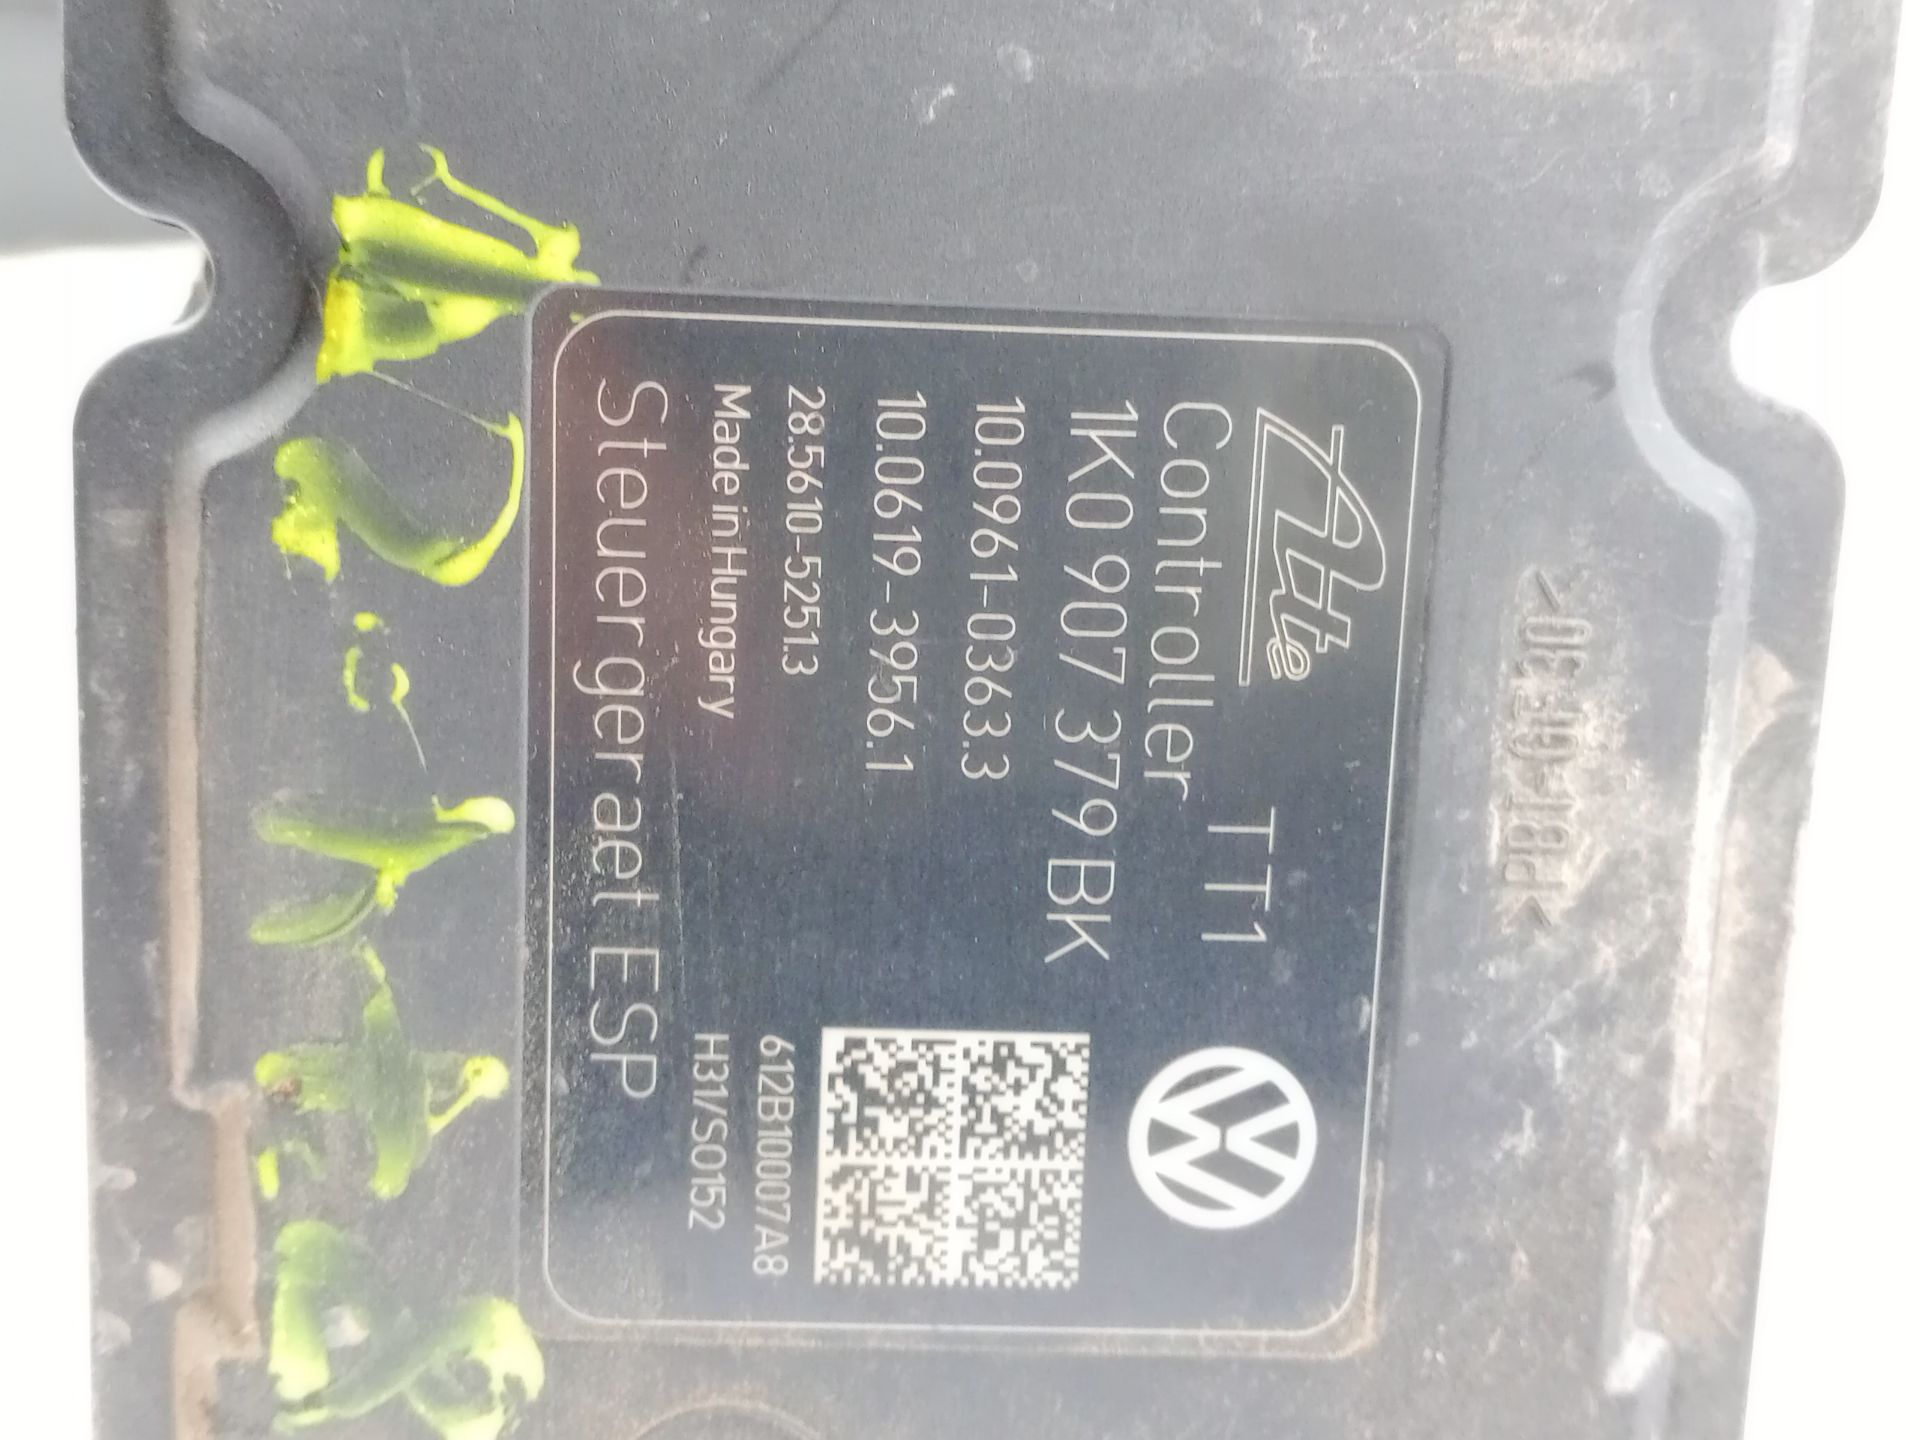 >PBT-GF30<
Ate
TT1
Controller
1K0 907 379 BK
10.0961-0363.3
10.0619-3956.1
28.5610-5251.3
612B10007A8
Made in Hungary
H31/S0152
Steuergeraet ESP